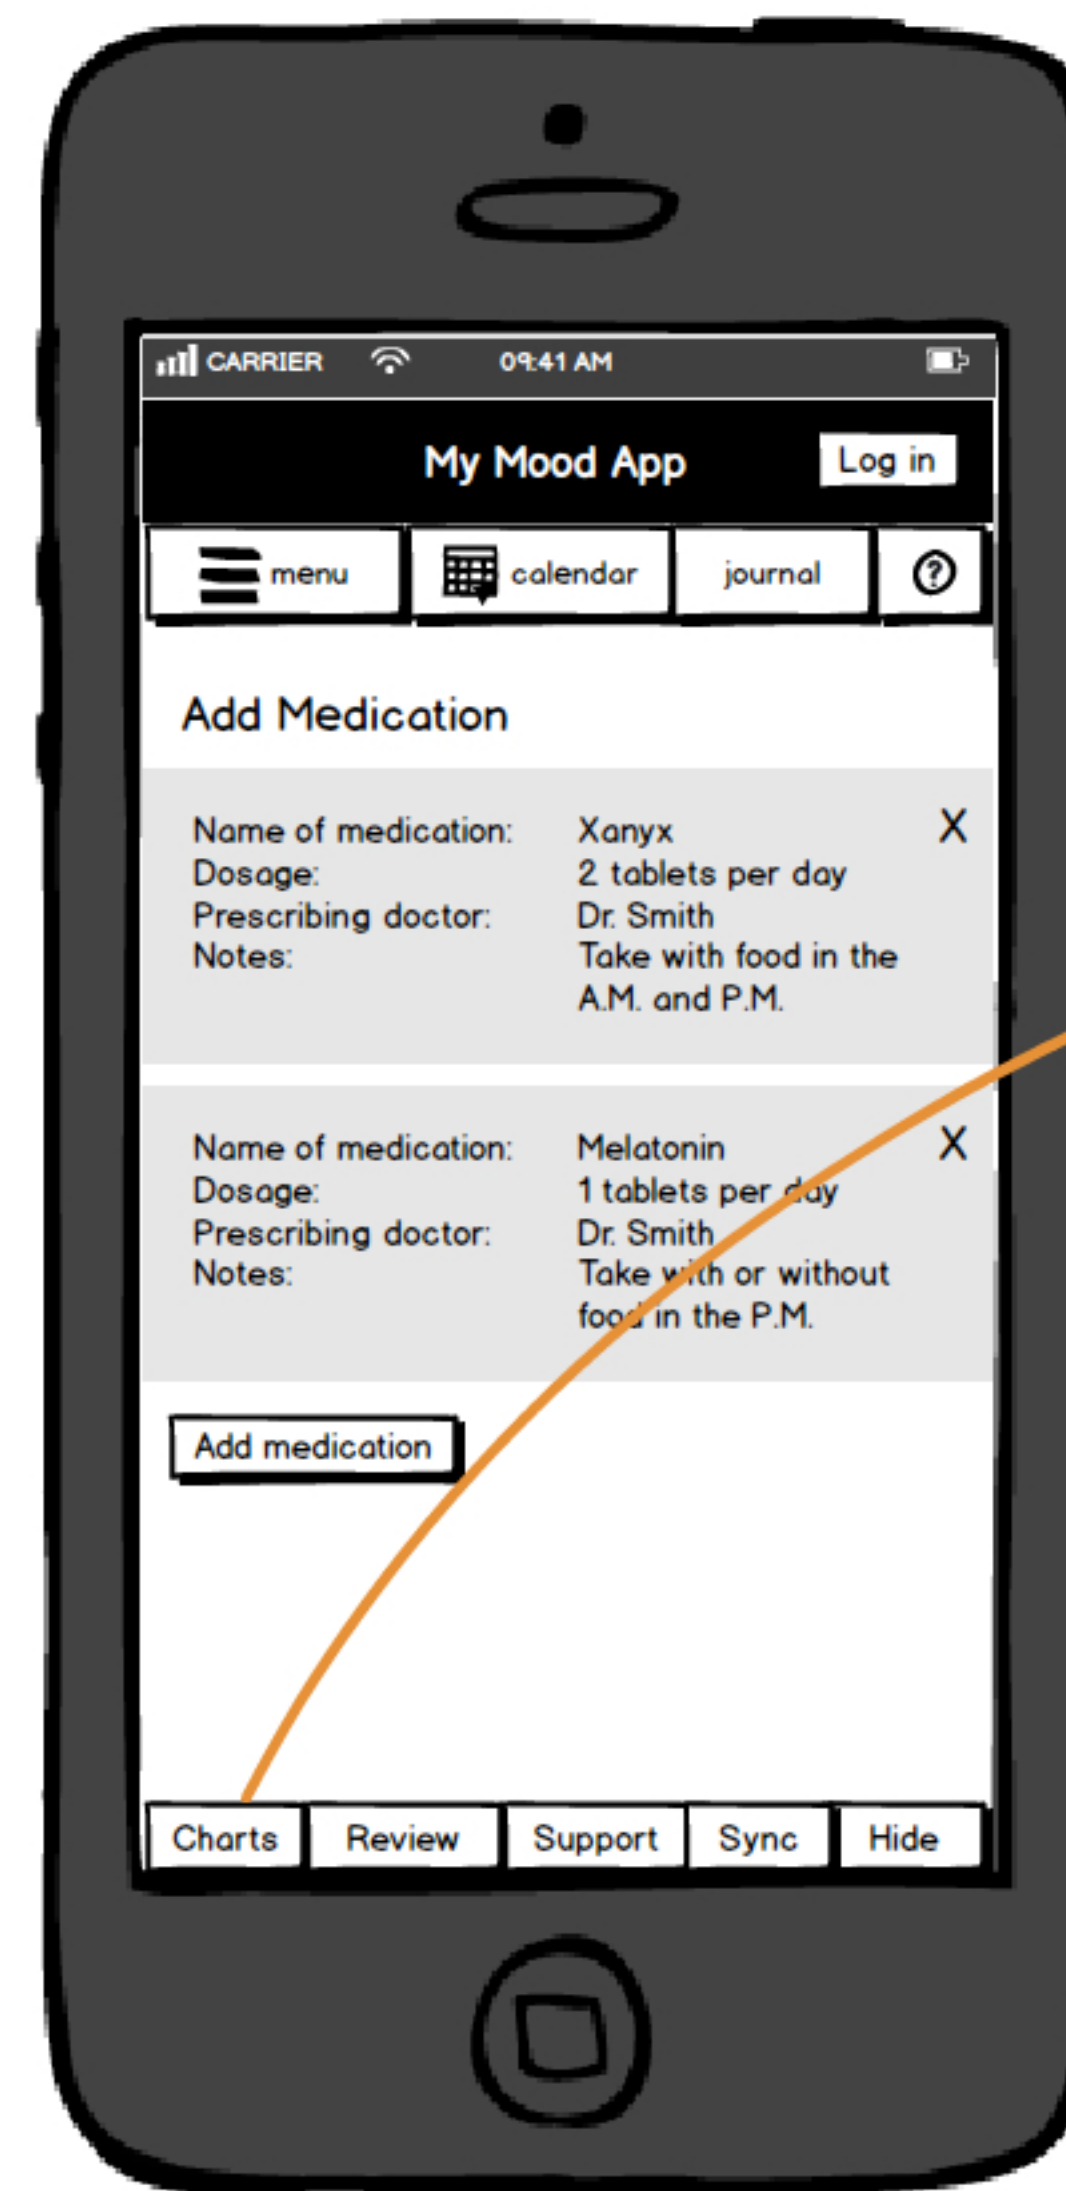 CARRIER 09:41 AM
My Mood App Log in
menu calendar journal ?
Add Medication
Name of medication: Xanyx X
Dosage: 2 tablets per day
Prescribing doctor: Dr. Smith
Notes: Take with food in the
A.M. and P.M.
Name of medication: Melatonin X
Dosage: 1 tablets per day
Prescribing doctor: Dr. Smith
Notes: Take with or without
food in the P.M.
Add medication
Charts Review Support Sync Hide